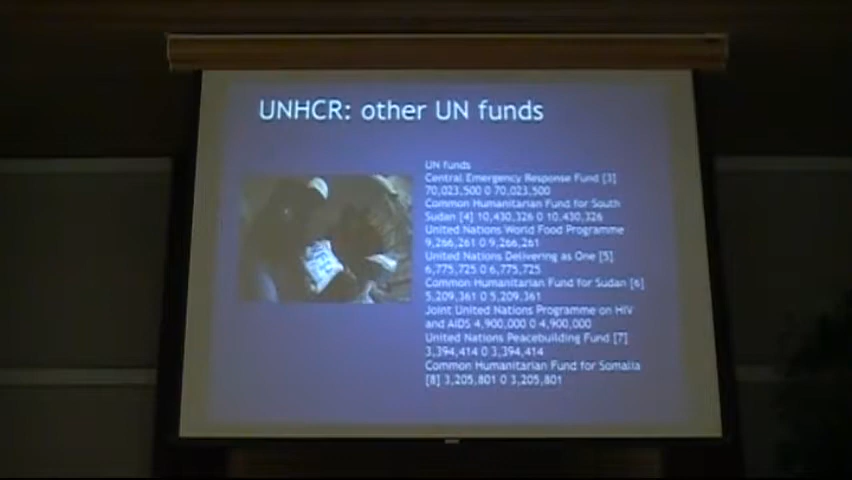 UNHCR: other UN funds
UN funds
Central Emergency Response Fund [3]
70,023,500 0 70,023,500
Common Humanitarian Fund for South
Sudan [4] 10,430,326 0 10,430,326
United Nations World Food Programme
9,266,261 0 9,266,261
United Nations Delivering as One [5]
6,775,725 0 6,775,725
Common Humanitarian Fund for Sudan [6]
5,209,361 0 5,209,361
Joint United Nations Programme on HIV
and AIDS 4,900,000 0 4,900,000
United Nations Peacebuilding Fund [7]
3,394,414 0 3,394,414
Common Humanitarian Fund for Somalia
[8] 3,205,801 0 3,205,801